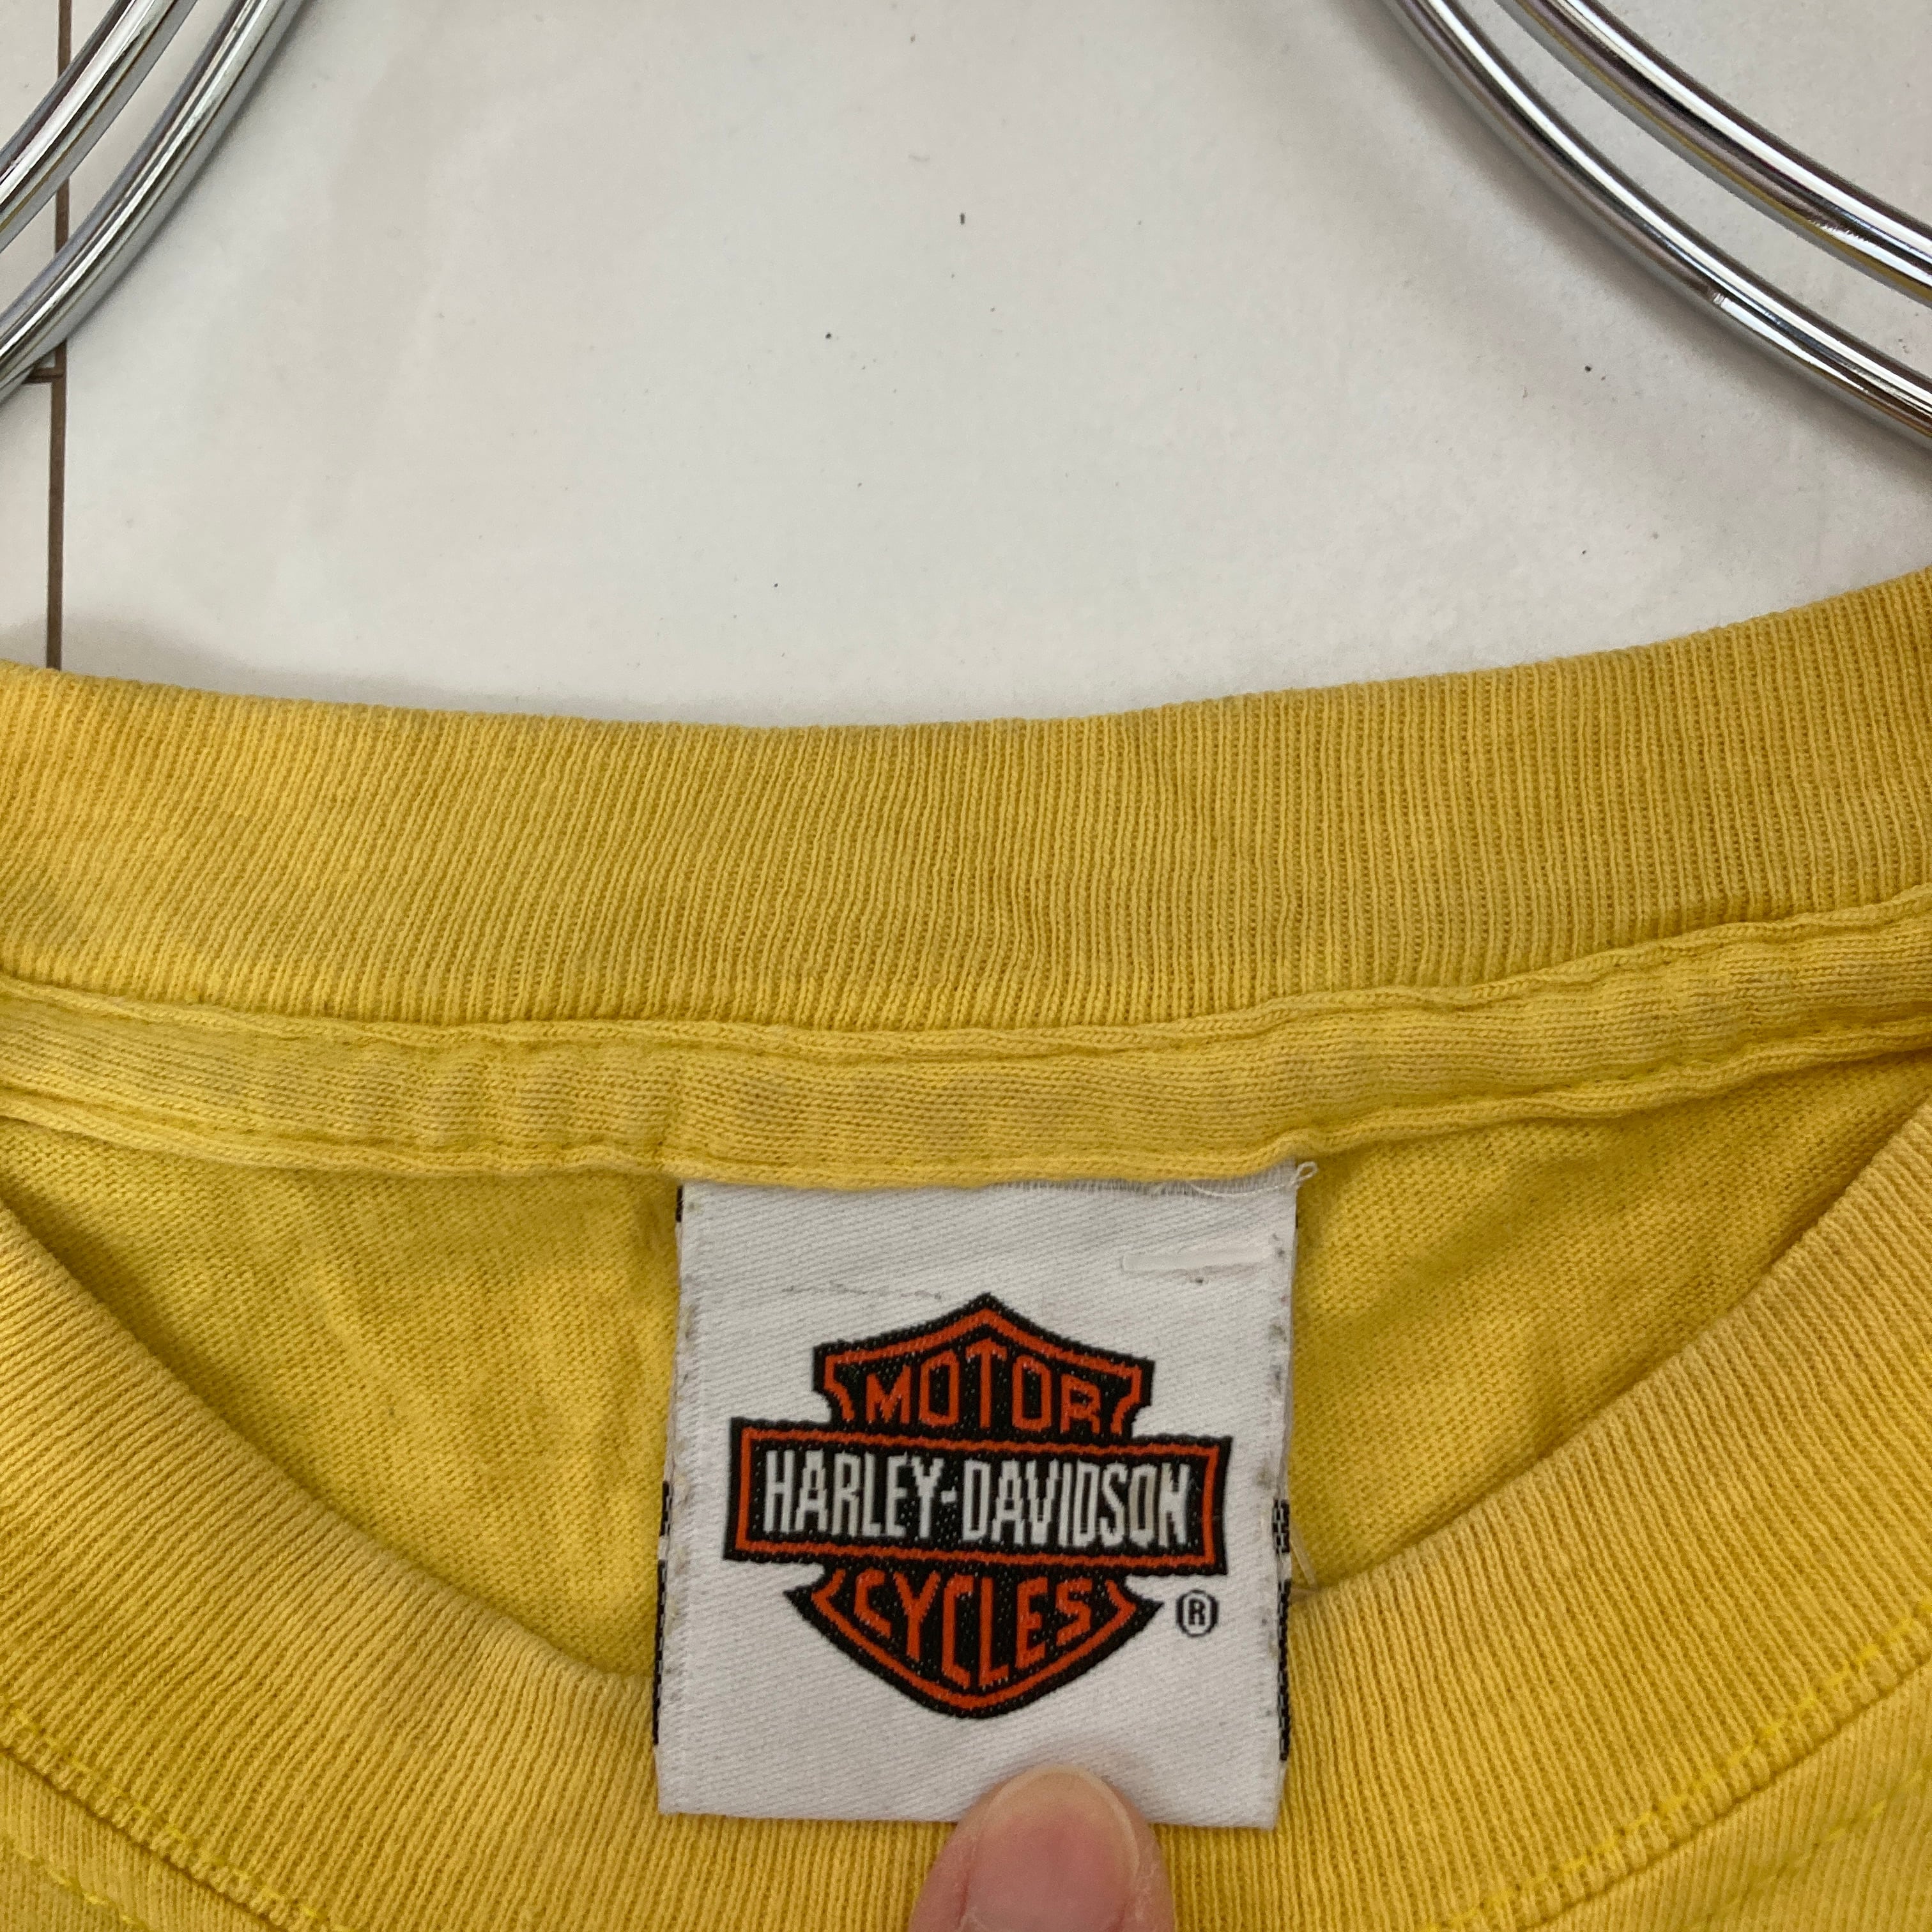 MOTOR
HARLEY-DAVIDSON
CYCLES
®